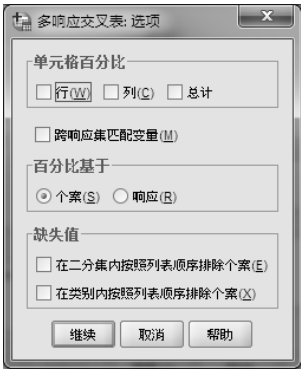 多响应交叉表: 选项
单元格百分比
行(W) 列(C) 总计
跨响应集匹配变量(M)
百分比基于
个案(S) 响应(R)
缺失值
在二分集内按照列表顺序排除个案(E)
在类别内按照列表顺序排除个案(X)
继续 取消 帮助